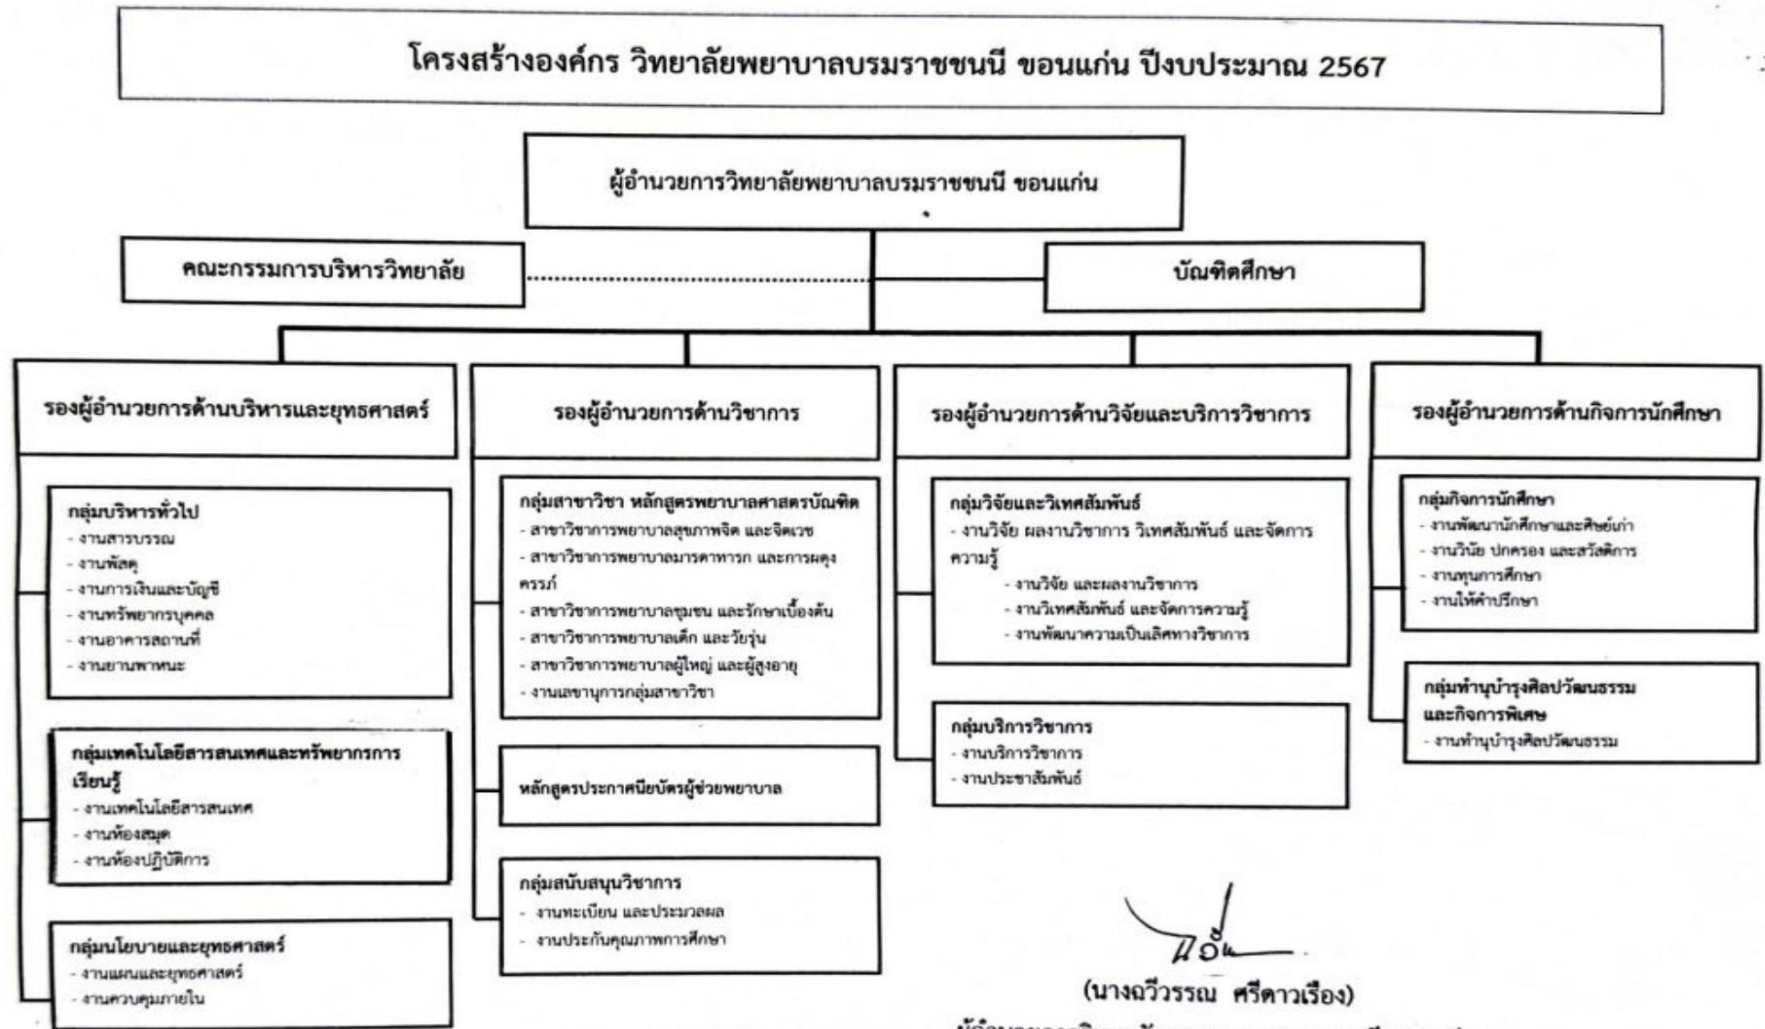 โครงสร้างองค์กร วิทยาลัยพยาบาลบรมราชชนนี ขอนแก่น ปีงบประมาณ 2567
ผู้อำนวยการวิทยาลัยพยาบาลบรมราชชนนี ขอนแก่น
คณะกรรมการบริหารวิทยาลัย
บัณฑิตศึกษา
รองผู้อำนวยการด้านบริหารและยุทธศาสตร์
กลุ่มบริหารทั่วไป
- งานสารบรรณ
- งานพัสดุ
- งานการเงินและบัญชี
- งานทรัพยากรบุคคล
- งานอาคารสถานที่
- งานยานพาหนะ
กลุ่มเทคโนโลยีสารสนเทศและทรัพยากรการ
เรียนรู้
- งานเทคโนโลยีสารสนเทศ
- งานห้องสมุด
- งานห้องปฏิบัติการ
กลุ่มนโยบายและยุทธศาสตร์
- งานแผนและยุทธศาสตร์
- งานควบคุมภายใน
รองผู้อำนวยการด้านวิชาการ
กลุ่มสาขาวิชา หลักสูตรพยาบาลศาสตรบัณฑิต
- สาขาวิชาการพยาบาลสุขภาพจิต และจิตเวช
- สาขาวิชาการพยาบาลมารดาทารก และการผดุง
ครรภ์
- สาขาวิชาการพยาบาลชุมชน และรักษาเบื้องต้น
- สาขาวิชาการพยาบาลเด็ก และวัยรุ่น
- สาขาวิชาการพยาบาลผู้ใหญ่ และผู้สูงอายุ
- งานเลขานุการกลุ่มสาขาวิชา
หลักสูตรประกาศนียบัตรผู้ช่วยพยาบาล
กลุ่มสนับสนุนวิชาการ
- งานทะเบียน และประมวลผล
- งานประกันคุณภาพการศึกษา
รองผู้อำนวยการด้านวิจัยและบริการวิชาการ
กลุ่มวิจัยและวิเทศสัมพันธ์
- งานวิจัย ผลงานวิชาการ วิเทศสัมพันธ์ และจัดการ
ความรู้
- งานวิจัย และผลงานวิชาการ
- งานวิเทศสัมพันธ์ และจัดการความรู้
- งานพัฒนาความเป็นเลิศทางวิชาการ
กลุ่มบริการวิชาการ
- งานบริการวิชาการ
- งานประชาสัมพันธ์
รองผู้อำนวยการด้านกิจการนักศึกษา
กลุ่มกิจการนักศึกษา
- งานพัฒนานักศึกษาและศิษย์เก่า
- งานวินัย ปกครอง และสวัสดิการ
- งานทุนการศึกษา
- งานให้คำปรึกษา
กลุ่มทำนุบำรุงศิลปวัฒนธรรม
และกิจการพิเศษ
- งานทำนุบำรุงศิลปวัฒนธรรม
(นางฉวีวรรณ ศรีดาวเรือง)